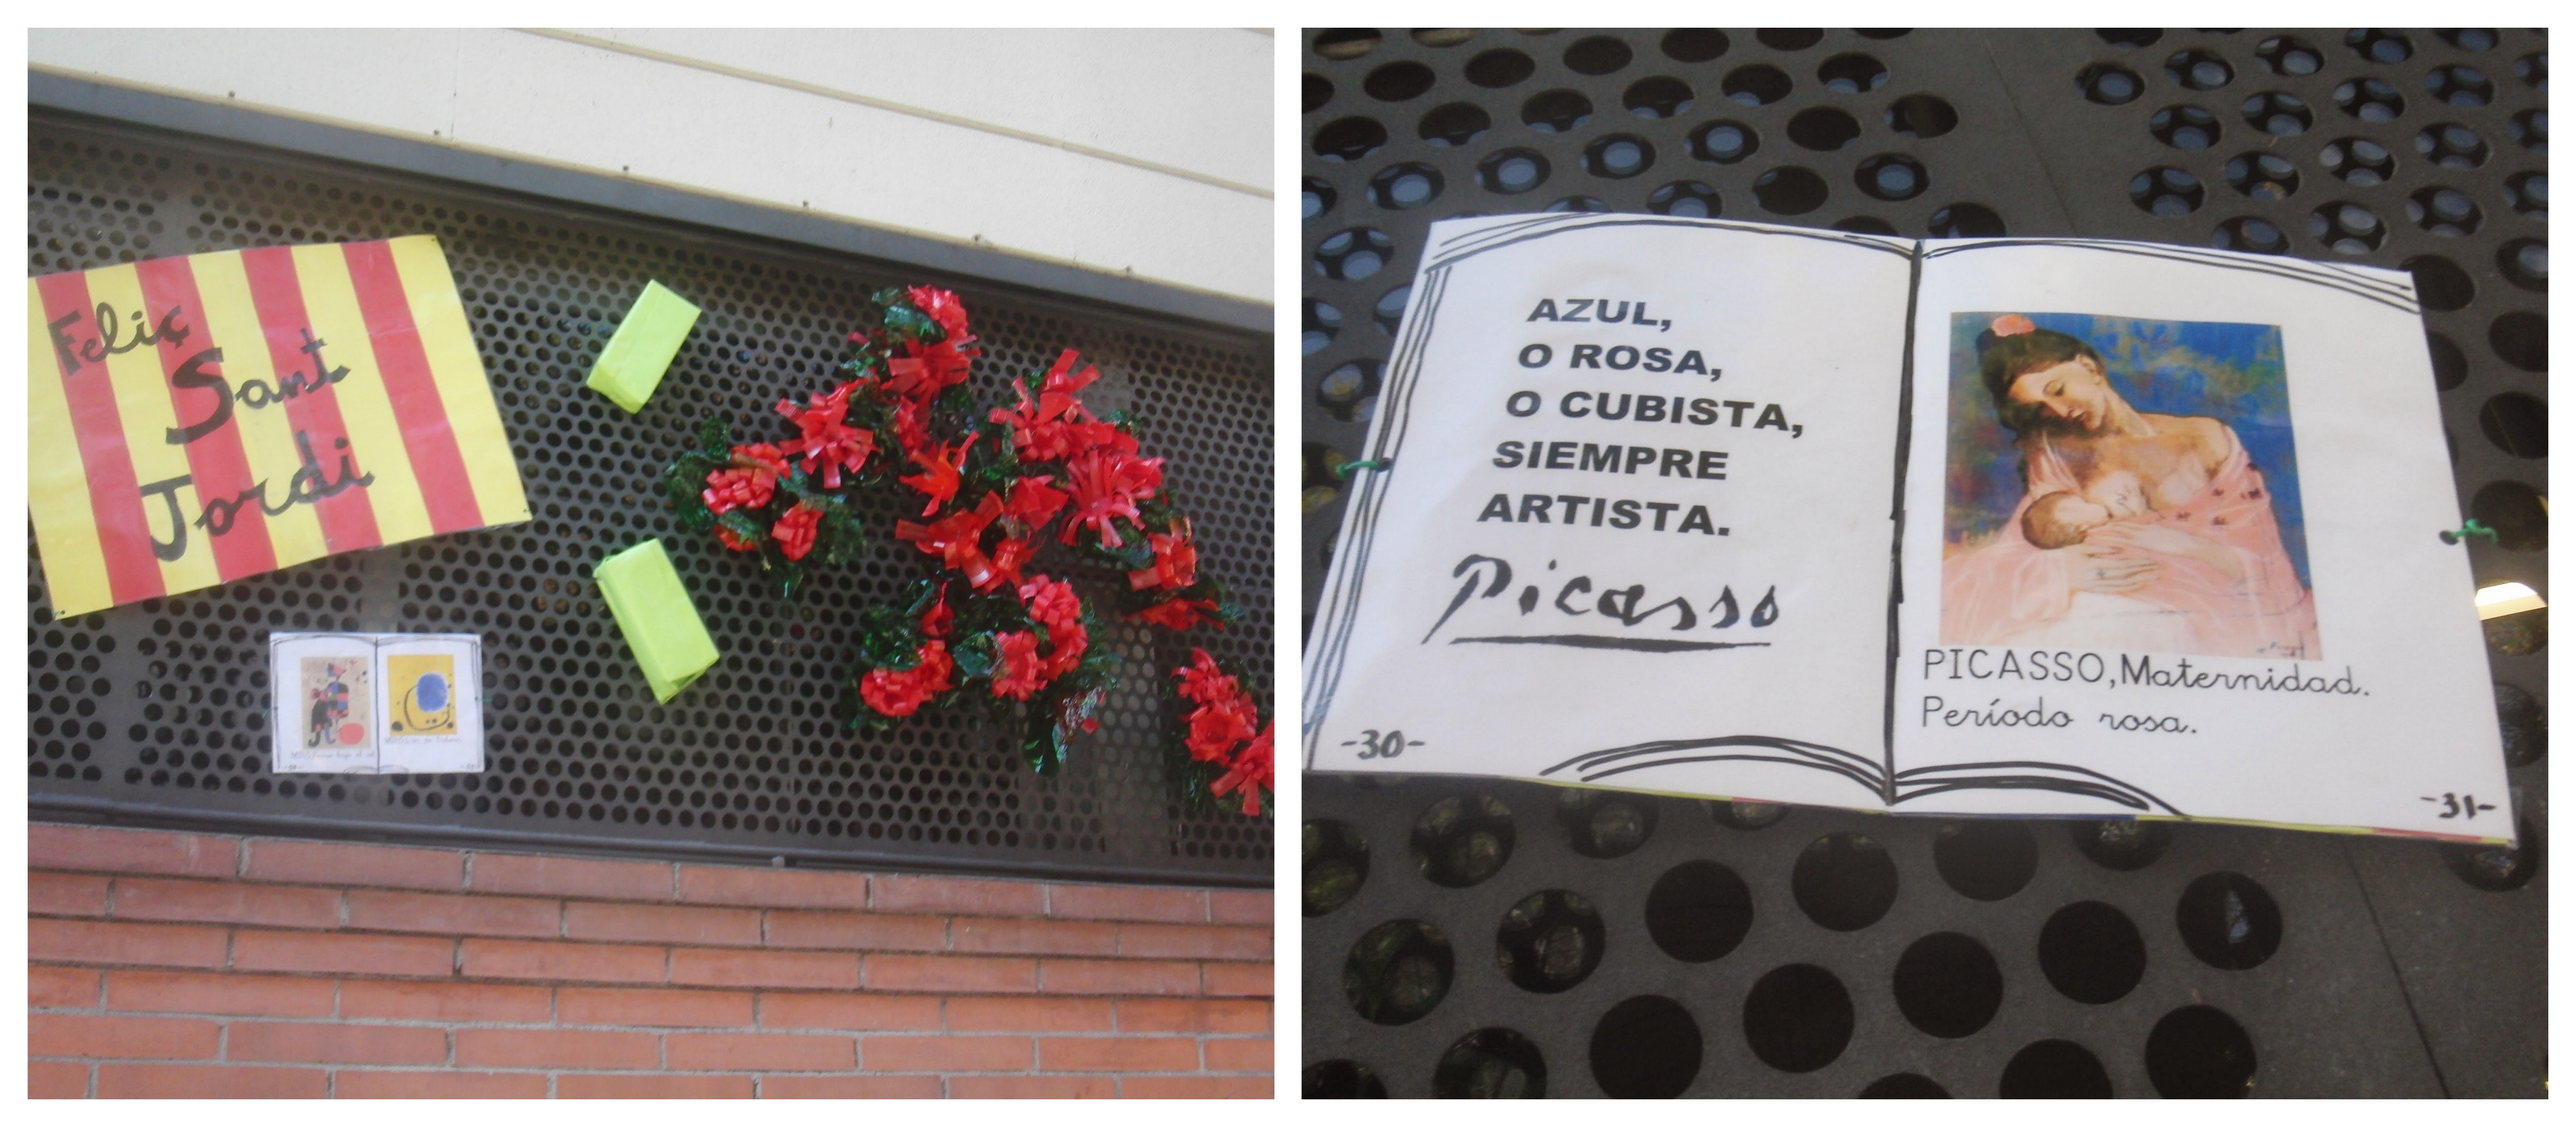 Feliç
Sant
Jordi
AZUL,
O ROSA,
O CUBISTA,
SIEMPRE
ARTISTA.
Picasso
-30-
PICASSO, Maternidad.
Período rosa.
-31-